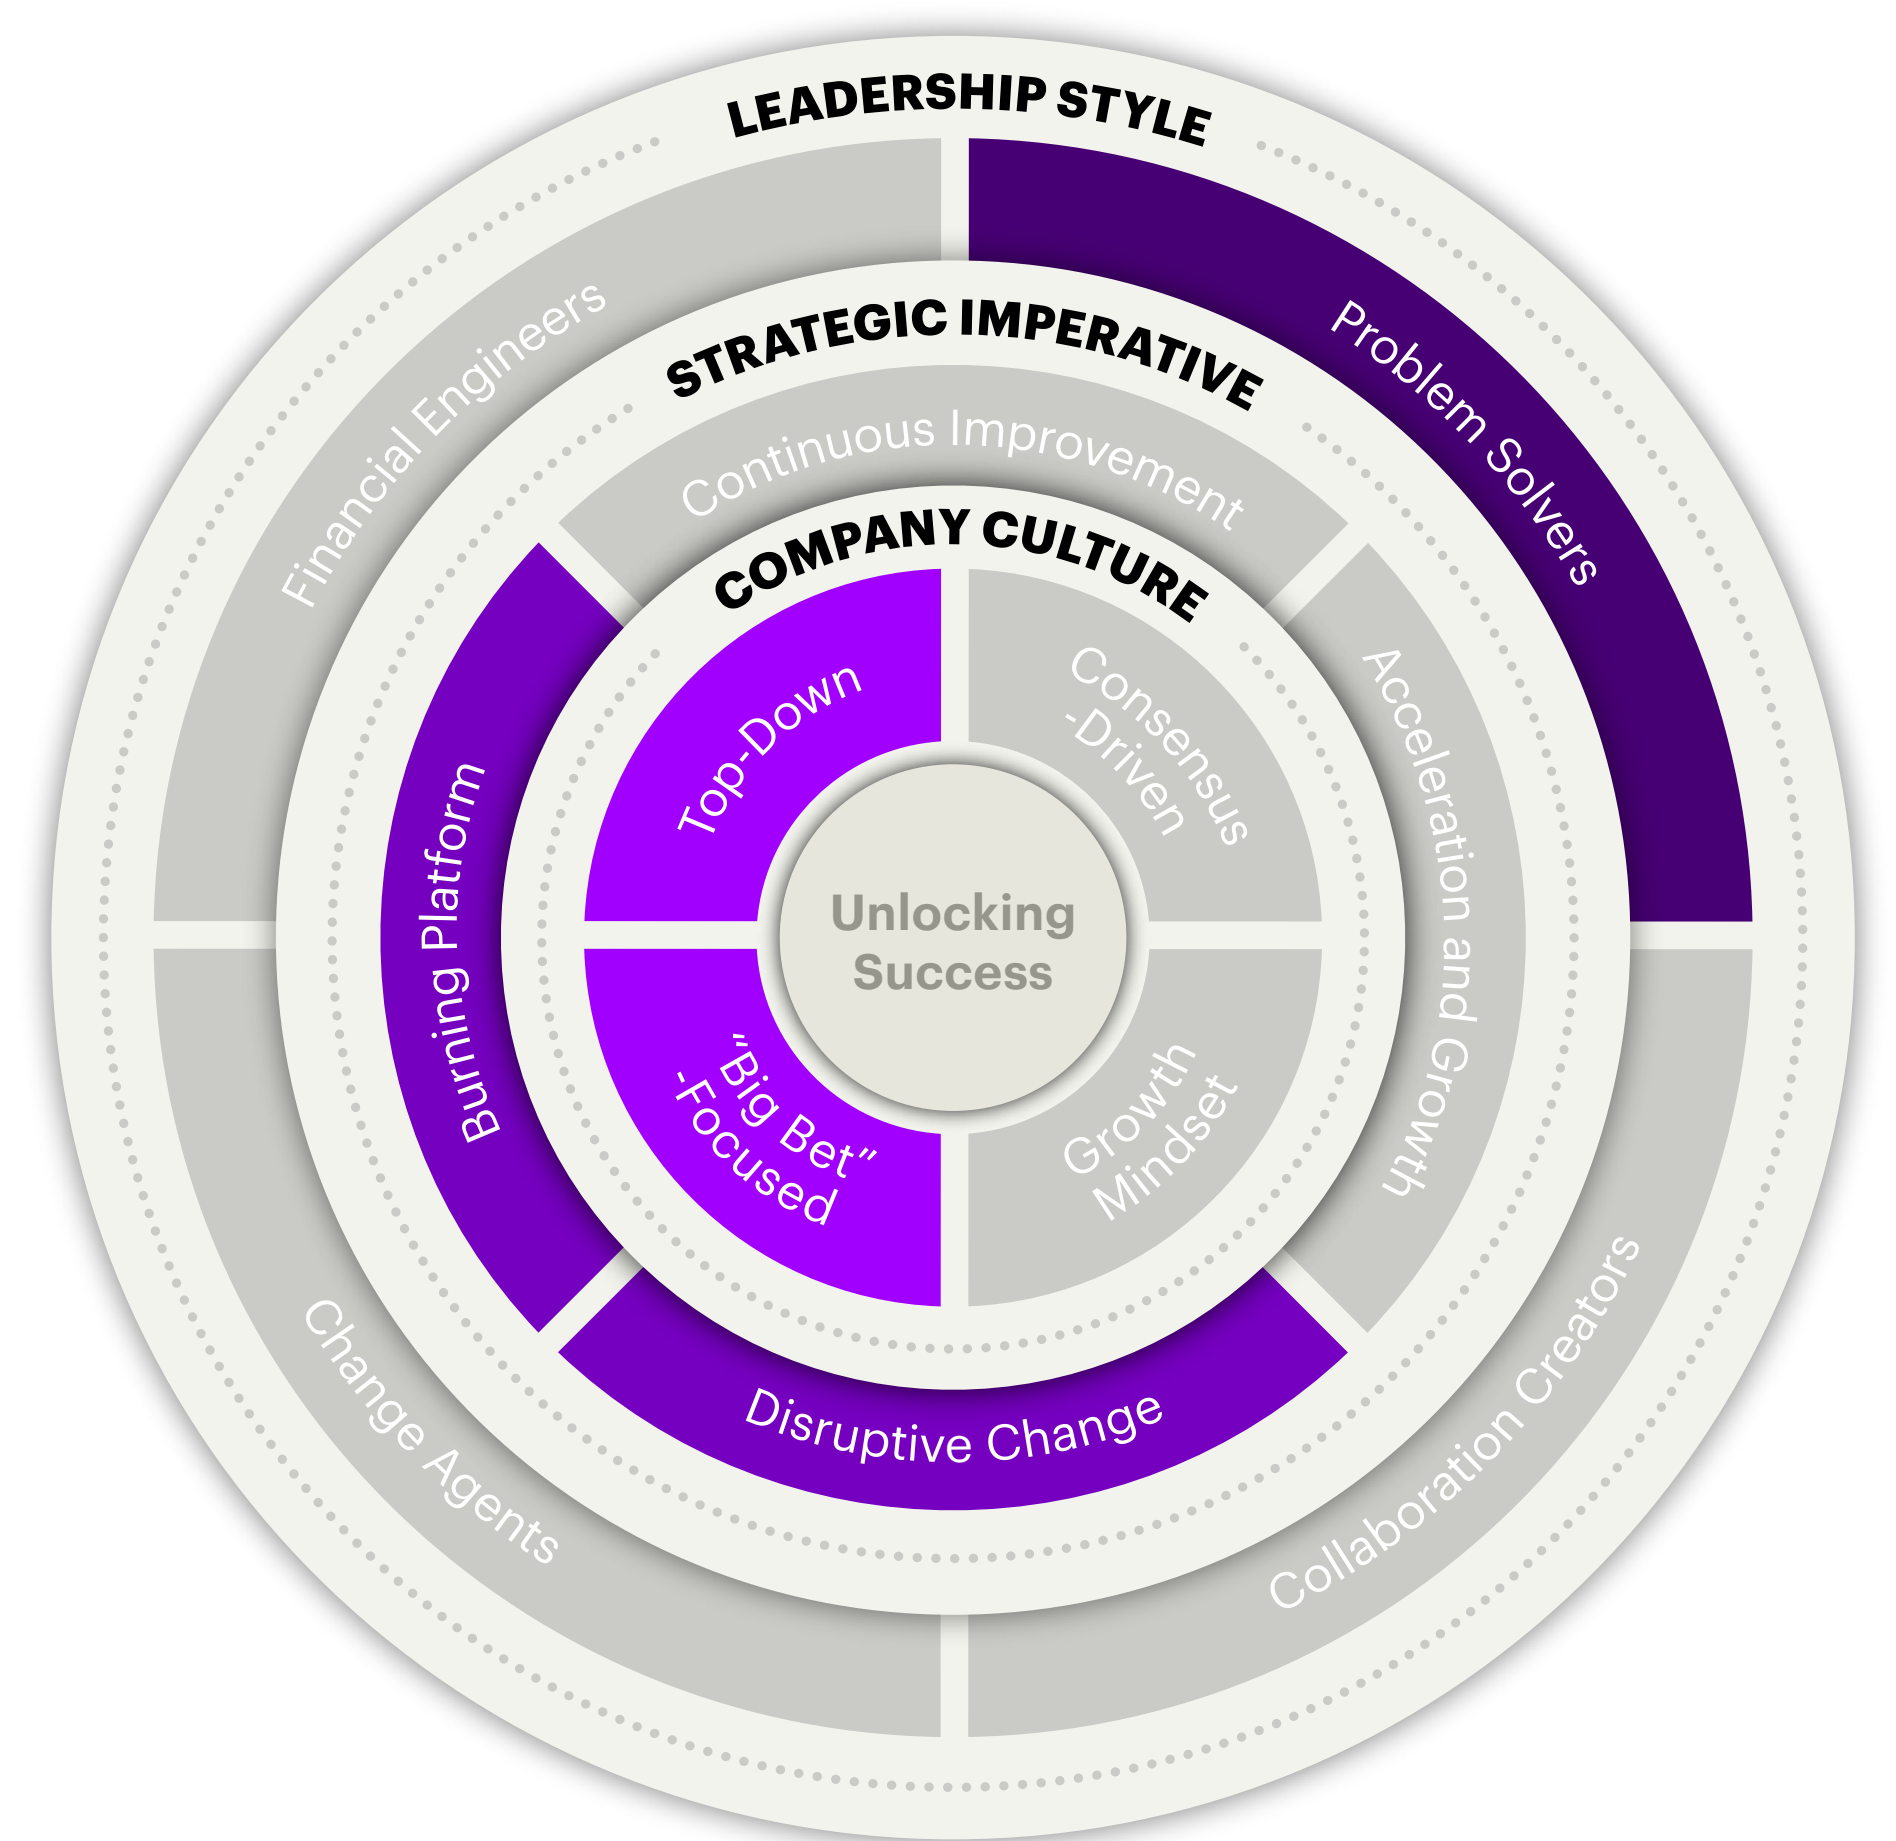 LEADERSHIP STYLE
Financial Engineers
Problem Solvers
Change Agents
Collaboration Creators
STRATEGIC IMPERATIVE
Continuous Improvement
Burning Platform
Acceleration and Growth
Disruptive Change
COMPANY CULTURE
Top-Down
Consensus
-Driven
“Big Bet”
-Focused
Growth
Mindset
Unlocking
Success